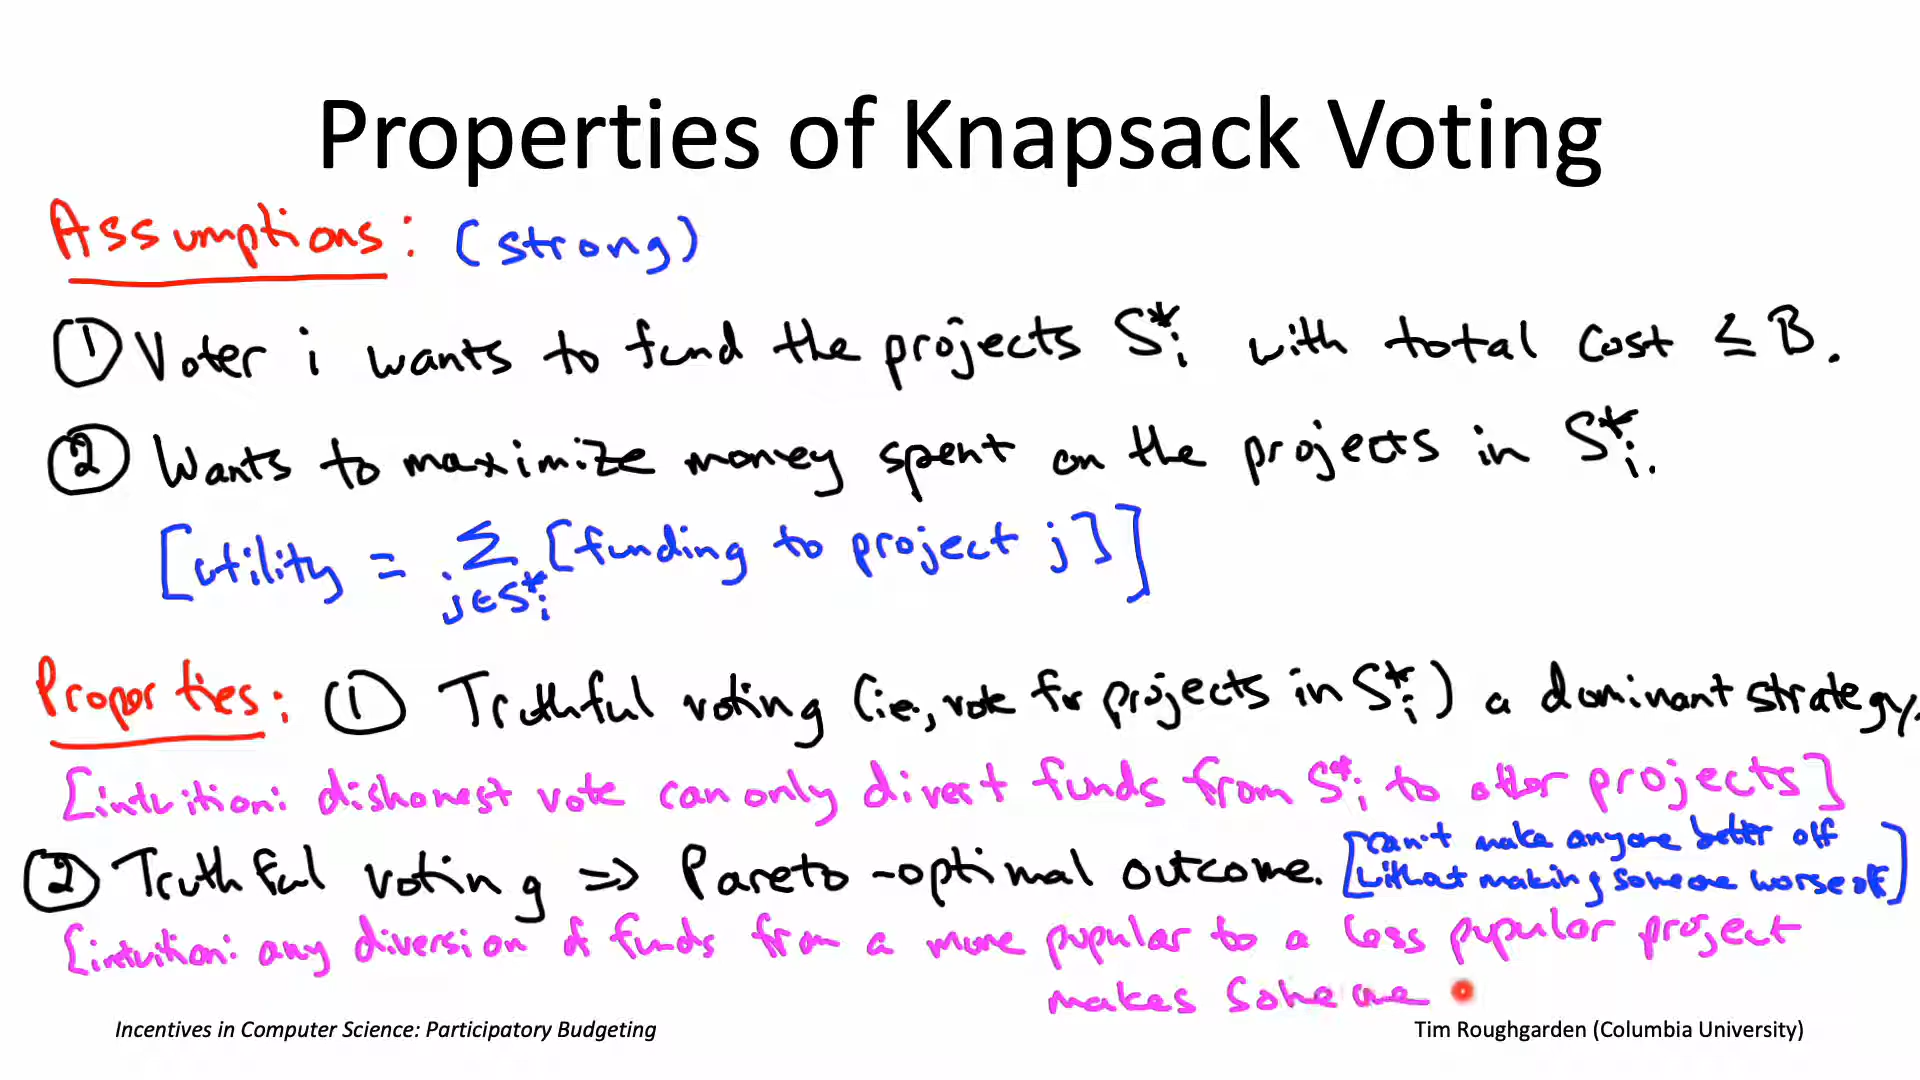 Properties of Knapsack Voting
Assumptions: (strong)
① Voter i wants to fund the projects S*ᵢ with total cost ≤ B.
② Wants to maximize money spent on the projects in S*ᵢ.
[utility = Σ_{j∈S*ᵢ} [funding to project j]]
Properties: ① Truthful voting (i.e., vote for projects in S*ᵢ) a dominant strategy.
[intuition: dishonest vote can only divert funds from S*ᵢ to other projects]
② Truthful voting ⇒ Pareto-optimal outcome. [can't make anyone better off
without making someone worse off]
[intuition: any diversion of funds from a more popular to a less popular project
makes someone
Incentives in Computer Science: Participatory Budgeting
Tim Roughgarden (Columbia University)